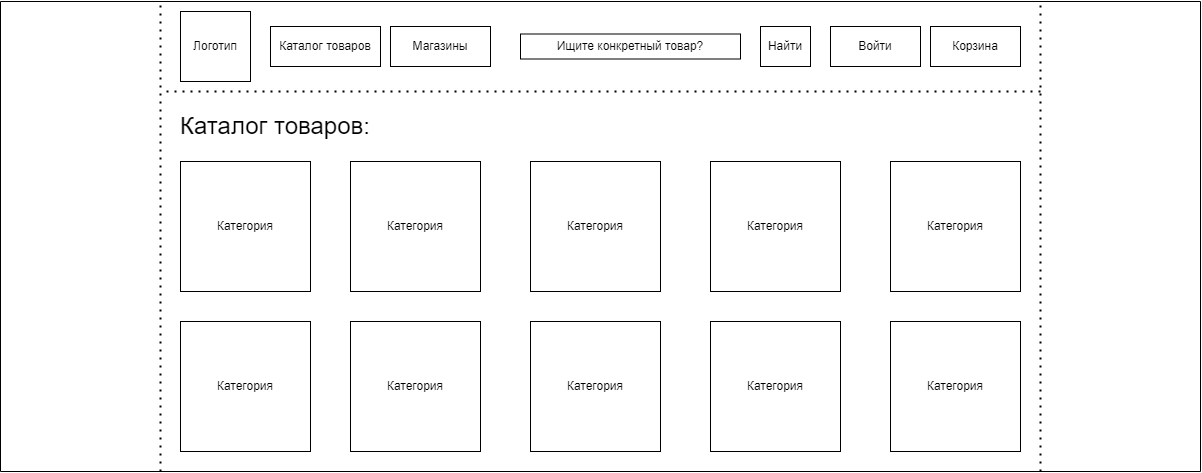 Логотип
Каталог товаров
Магазины
Ищите конкретный товар?
Найти
Войти
Корзина
Каталог товаров:
Категория
Категория
Категория
Категория
Категория
Категория
Категория
Категория
Категория
Категория